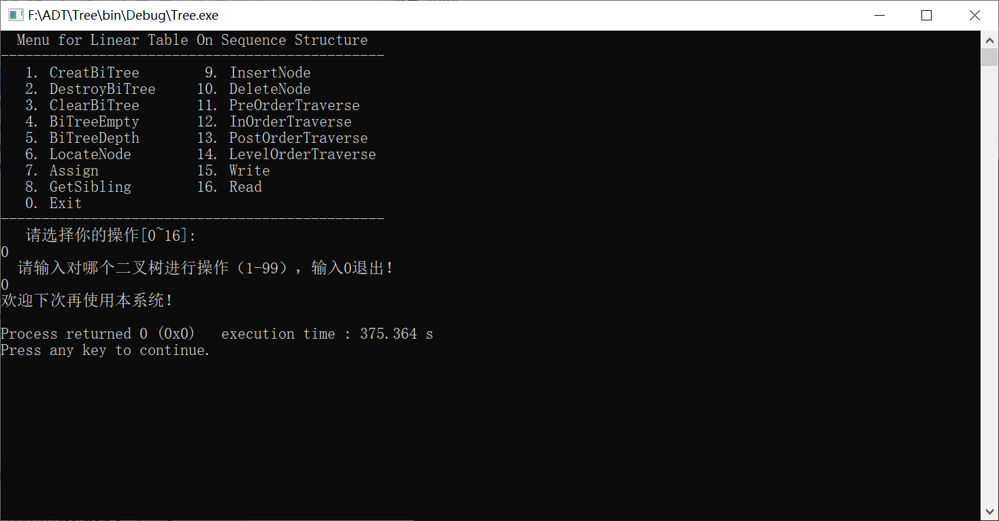 F:\ADT\Tree\bin\Debug\Tree.exe
Menu for Linear Table On Sequence Structure
-----------------------------------------------
1. CreatBiTree 9. InsertNode
2. DestroyBiTree 10. DeleteNode
3. ClearBiTree 11. PreOrderTraverse
4. BiTreeEmpty 12. InOrderTraverse
5. BiTreeDepth 13. PostOrderTraverse
6. LocateNode 14. LevelOrderTraverse
7. Assign 15. Write
8. GetSibling 16. Read
0. Exit
-----------------------------------------------
请选择你的操作[0~16]:
0
请输入对哪个二叉树进行操作（1-99），输入0退出！
0
欢迎下次再使用本系统！
Process returned 0 (0x0) execution time : 375.364 s
Press any key to continue.